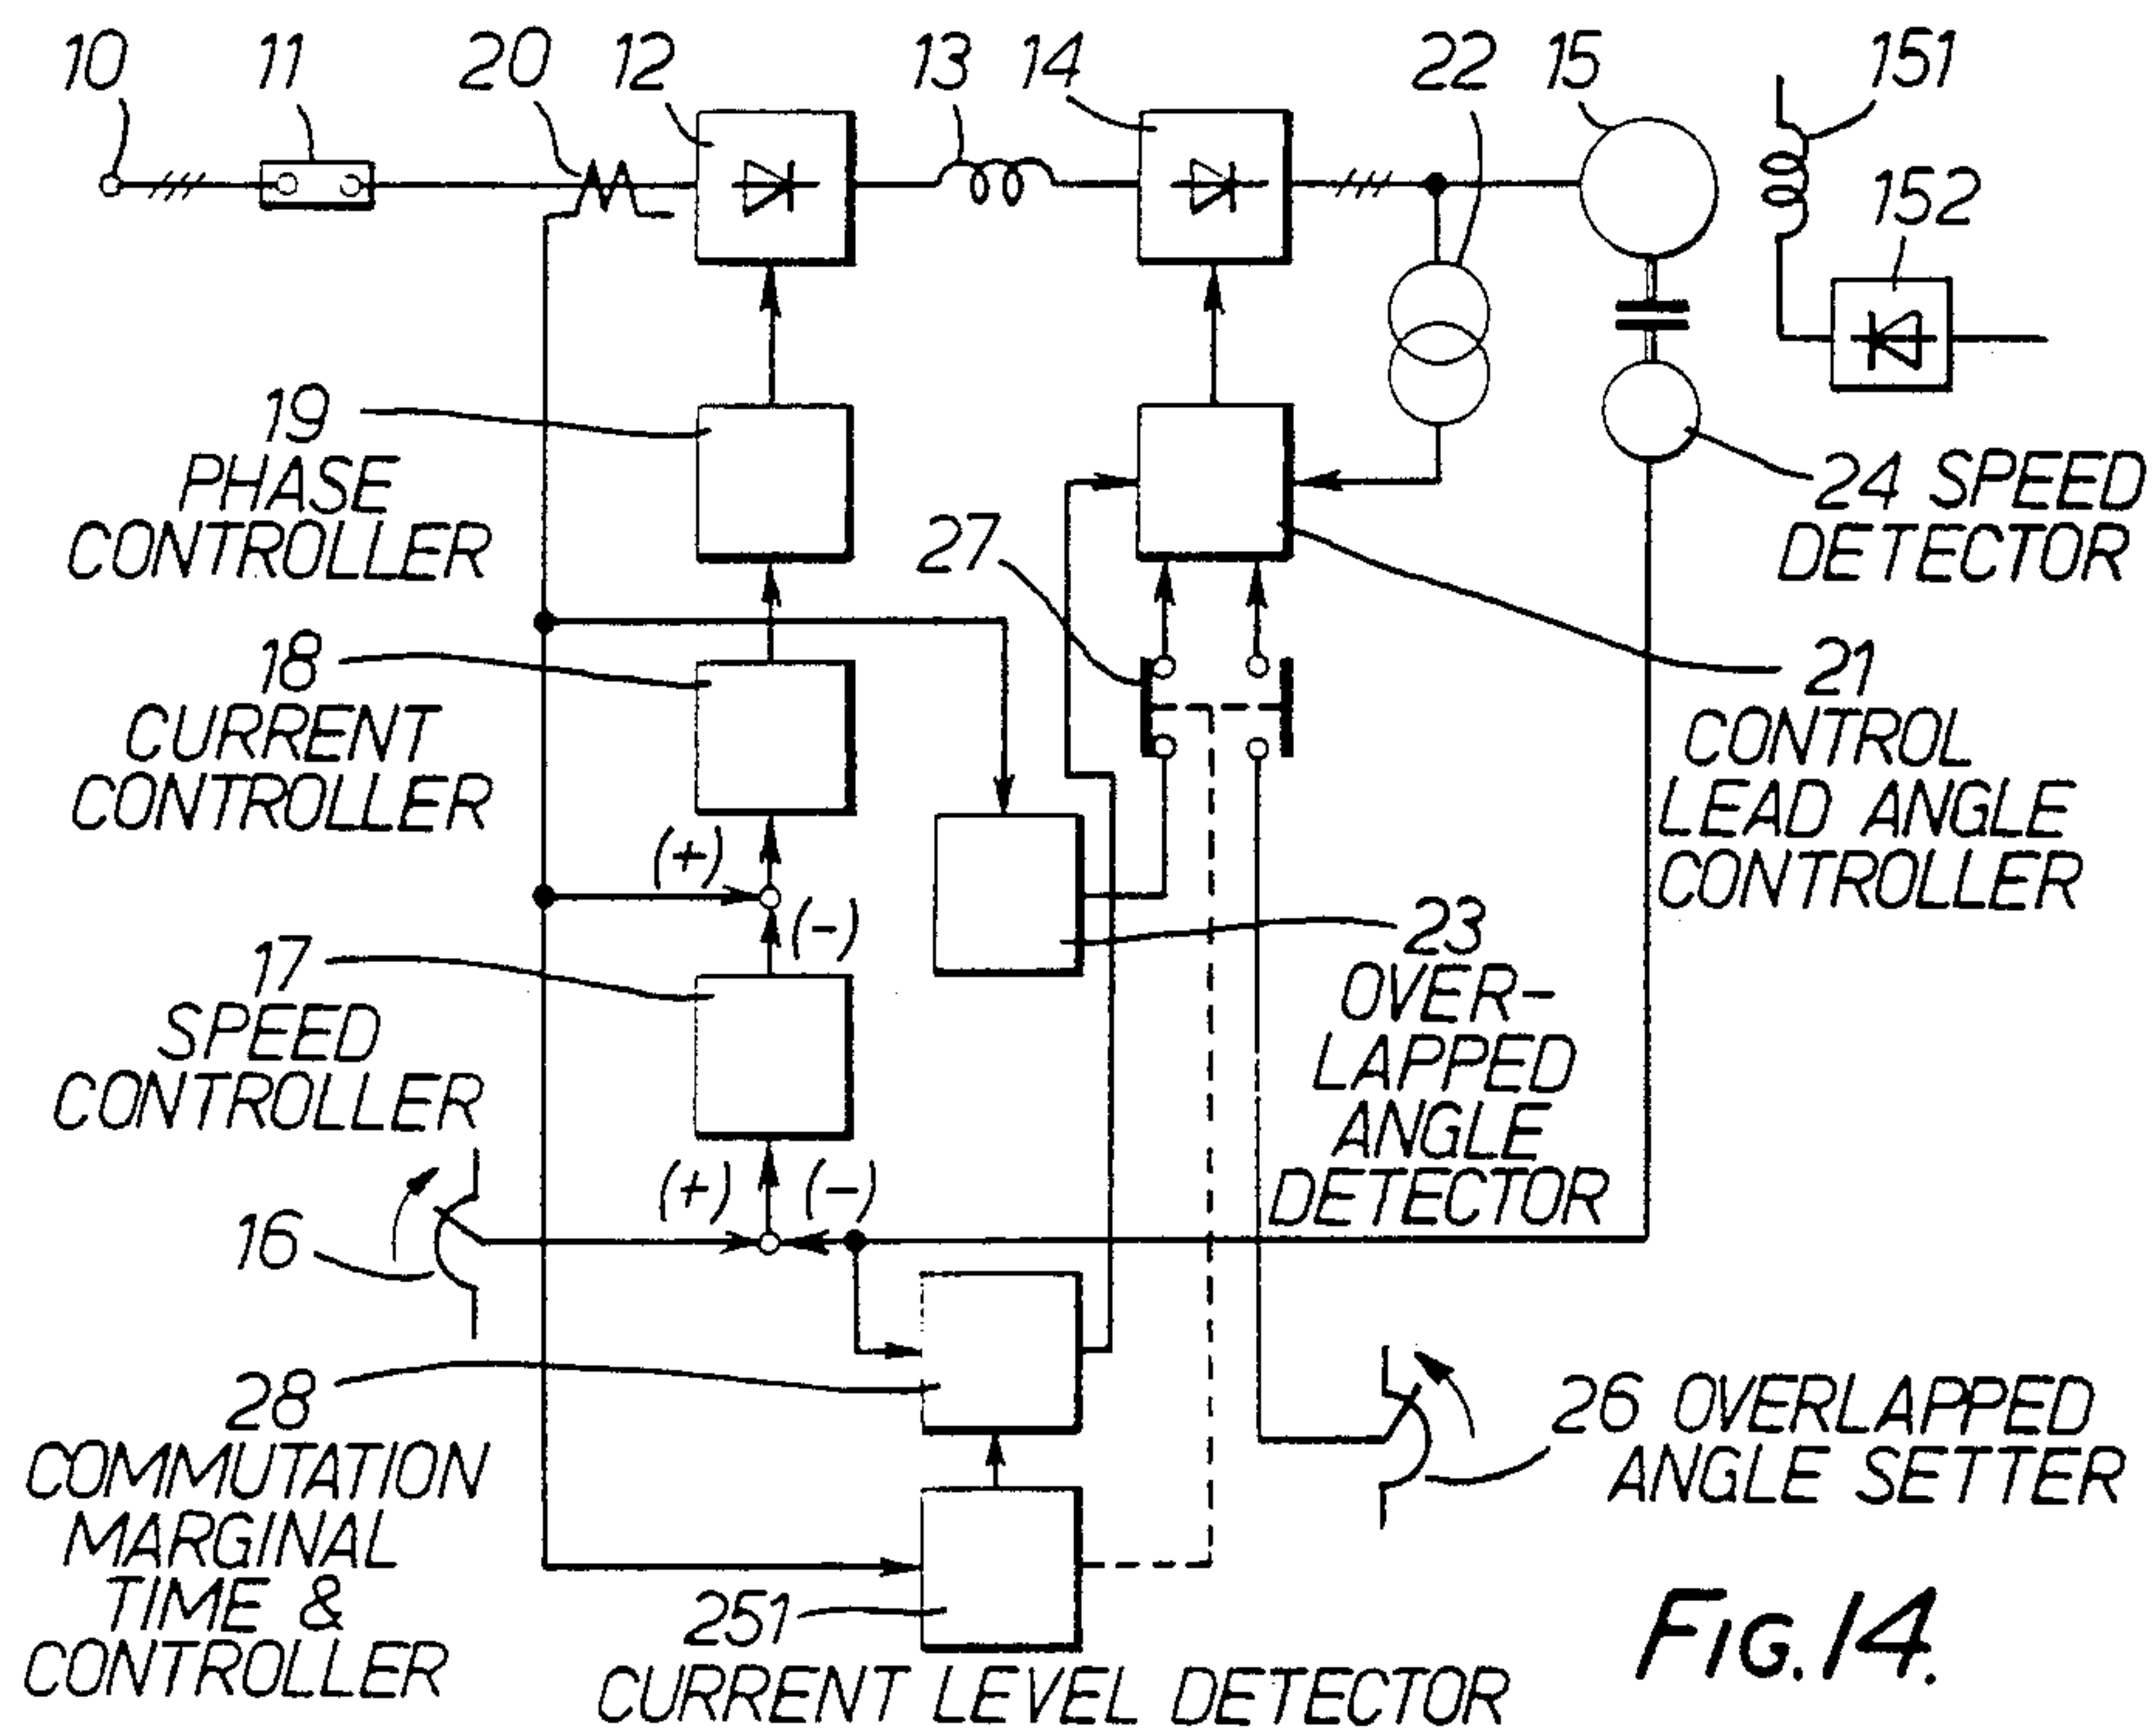 10
11
20
12
13
14
22
15
151
152
19
PHASE
CONTROLLER
24 SPEED
DETECTOR
27
18
CURRENT
CONTROLLER
21
CONTROL
LEAD ANGLE
CONTROLLER
(+)
(-)
17
SPEED
CONTROLLER
23
OVER-
LAPPED
ANGLE
DETECTOR
(+)
(-)
16
28
COMMUTATION
MARGINAL
TIME &
CONTROLLER
26 OVERLAPPED
ANGLE SETTER
251
CURRENT LEVEL DETECTOR
FIG.14.